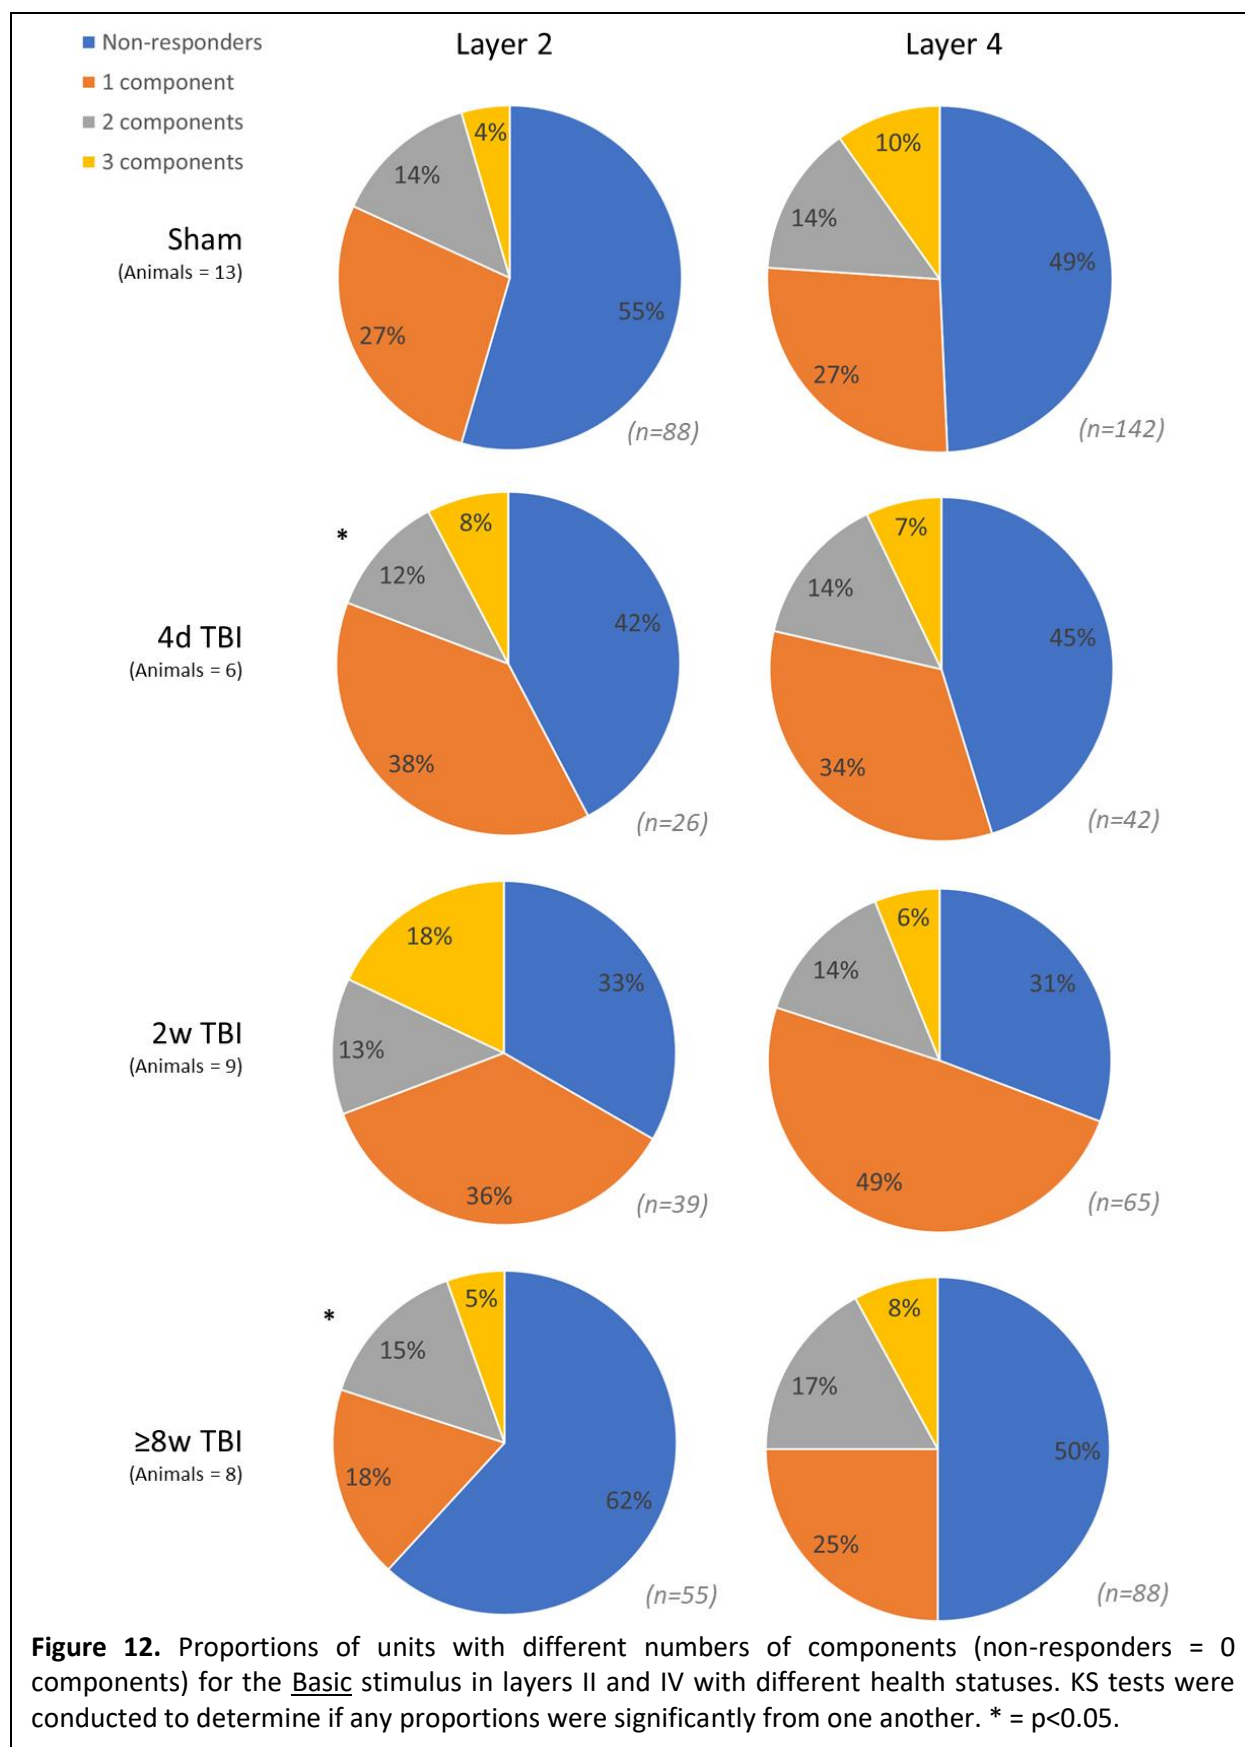 Non-responders
1 component
2 components
3 components
Layer 2
Layer 4
Sham
(Animals = 13)
4%
14%
27%
55%
(n=88)
10%
14%
27%
49%
(n=142)
4d TBI
(Animals = 6)
*
8%
12%
38%
42%
(n=26)
7%
14%
34%
45%
(n=42)
2w TBI
(Animals = 9)
18%
13%
36%
33%
(n=39)
6%
14%
49%
31%
(n=65)
≥8w TBI
(Animals = 8)
*
5%
15%
18%
62%
(n=55)
8%
17%
25%
50%
(n=88)
Figure 12. Proportions of units with different numbers of components (non-responders = 0
components) for the Basic stimulus in layers II and IV with different health statuses. KS tests were
conducted to determine if any proportions were significantly from one another. * = p<0.05.